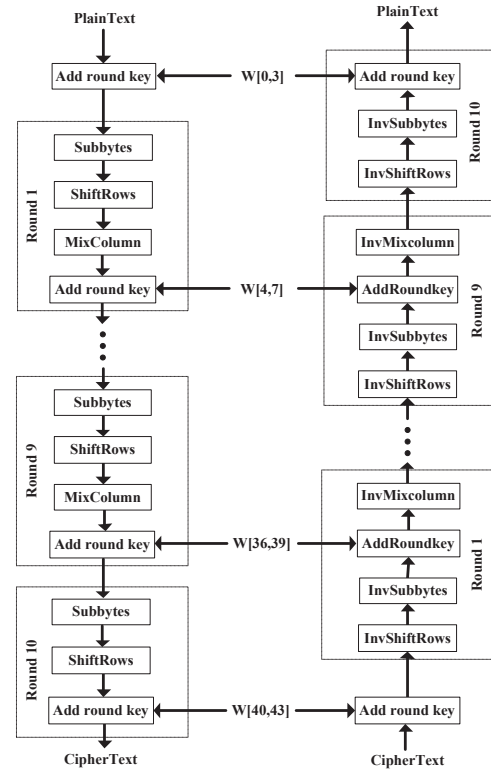 PlainText
Add round key
Round 1
Subbytes
ShiftRows
MixColumn
Add round key
Round 9
Subbytes
ShiftRows
MixColumn
Add round key
Round 10
Subbytes
ShiftRows
Add round key
CipherText
W[0,3]
W[4,7]
W[36,39]
W[40,43]
PlainText
Add round key
InvSubbytes
InvShiftRows
Round 10
InvMixcolumn
AddRoundkey
InvSubbytes
InvShiftRows
Round 9
InvMixcolumn
AddRoundkey
InvSubbytes
InvShiftRows
Round 1
Add round key
CipherText